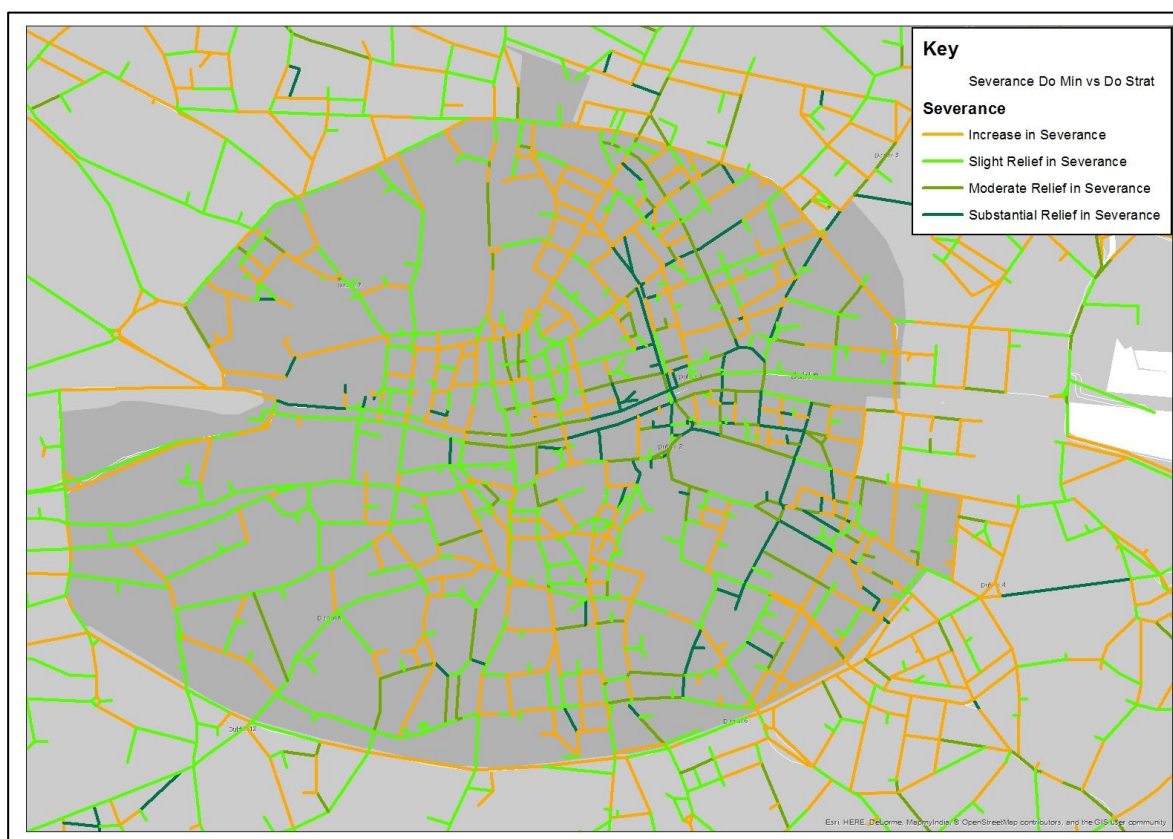 Key
Severance Do Min vs Do Strat
Severance
Increase in Severance
Slight Relief in Severance
Moderate Relief in Severance
Substantial Relief in Severance
Esri, HERE, DeLorme, MapmyIndia, © OpenStreetMap contributors, and the GIS user community